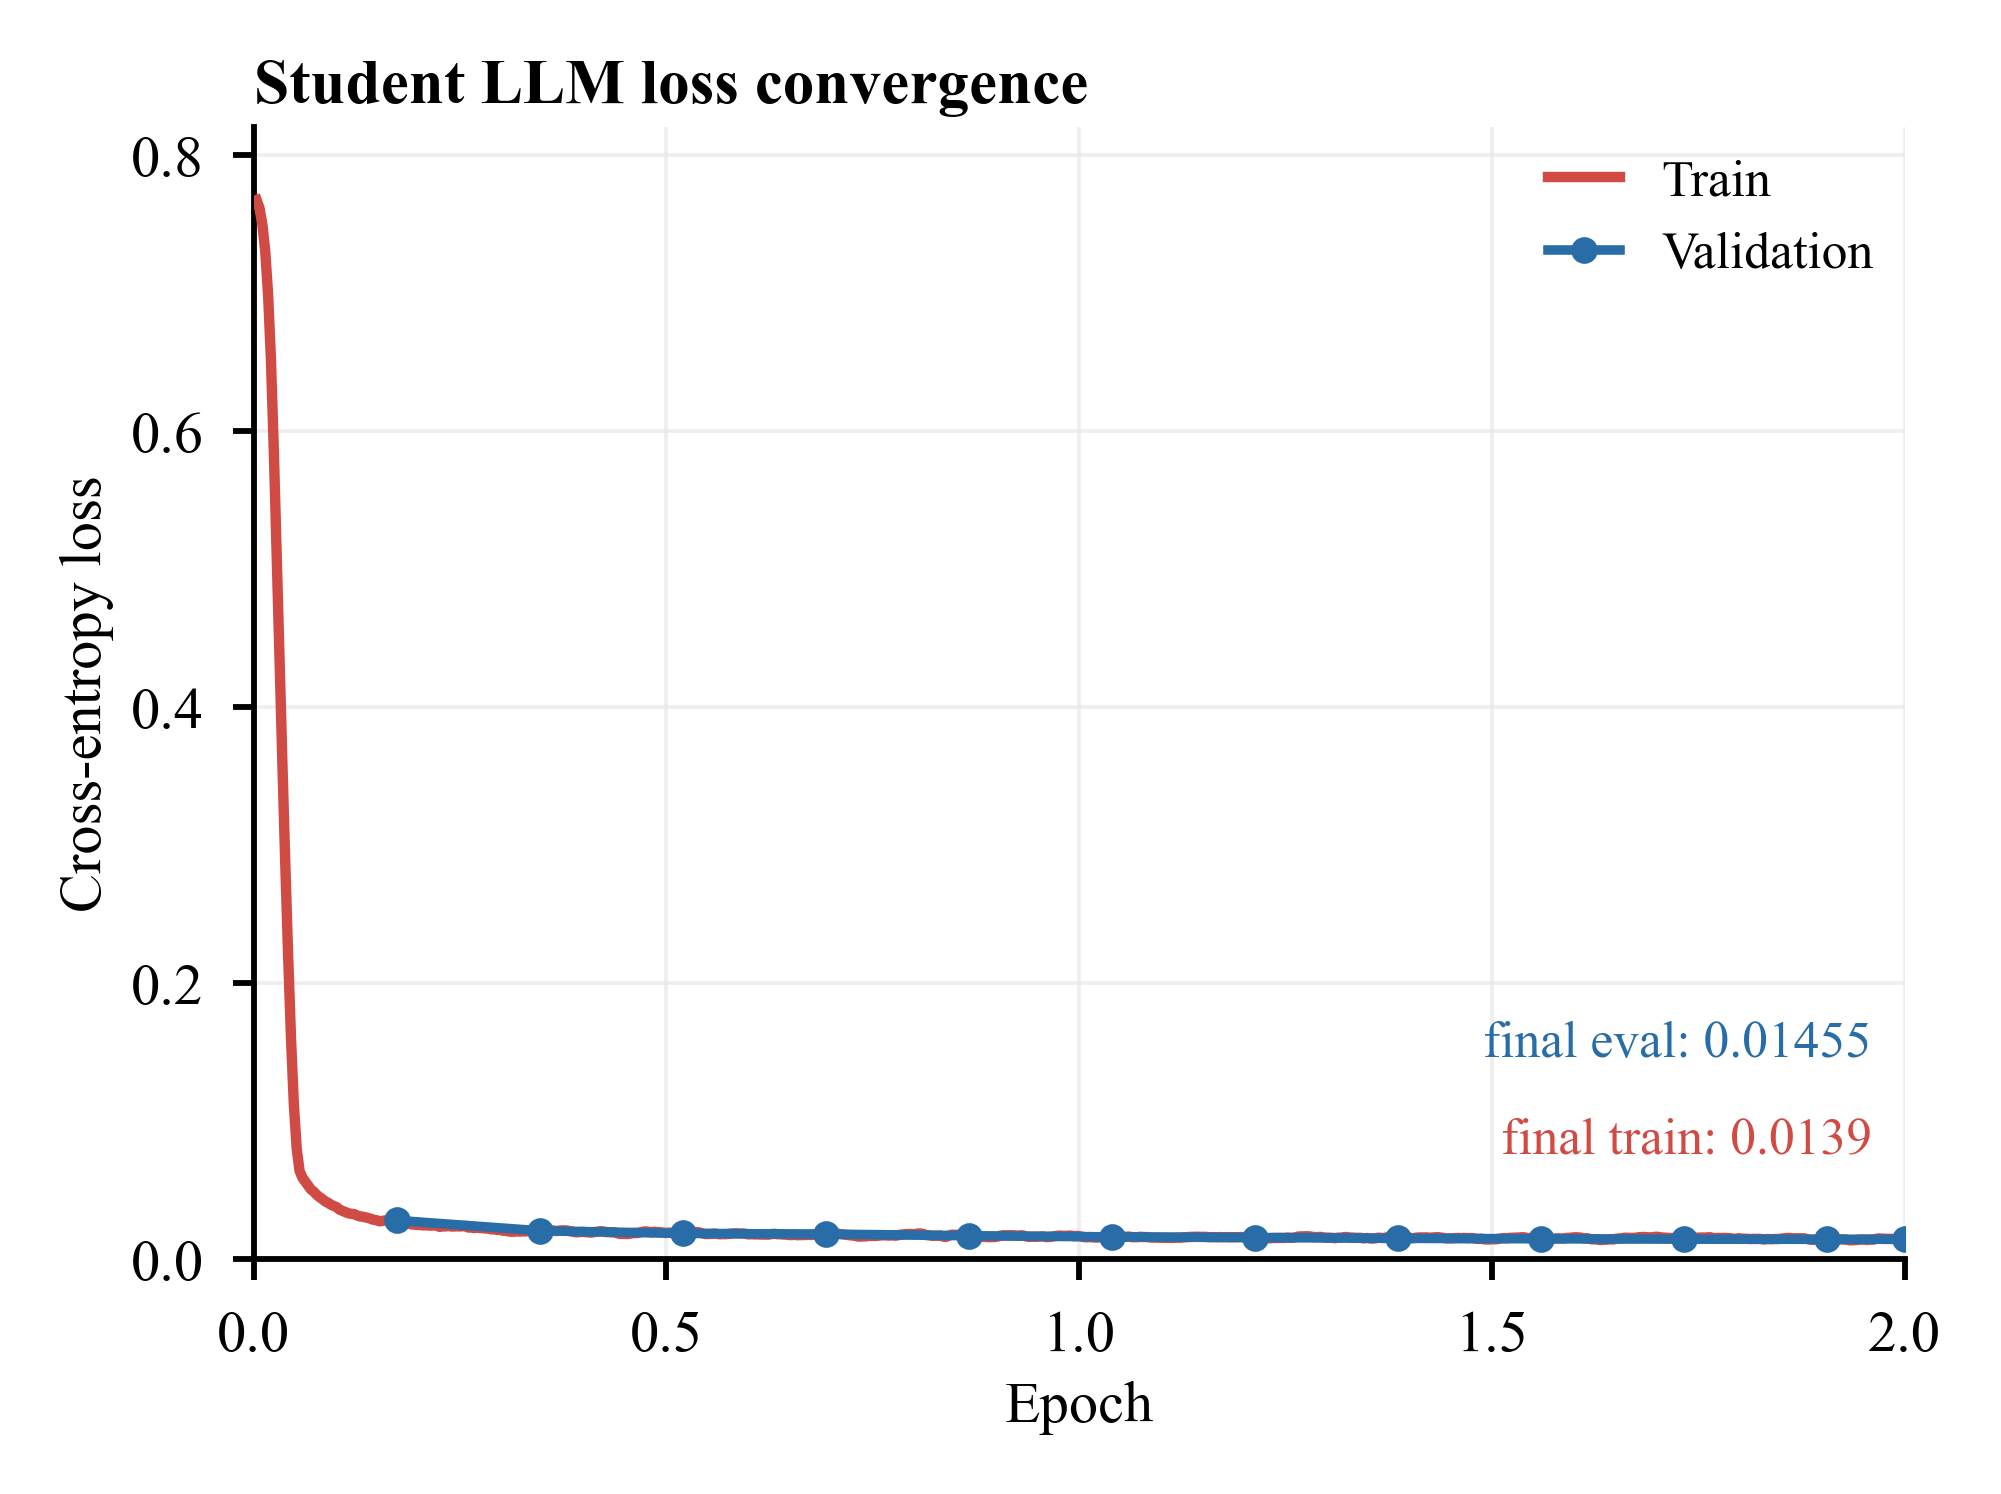 Student LLM loss convergence
0.8
0.6
0.4
0.2
0.0
Cross-entropy loss
Train
Validation
final eval: 0.01455
final train: 0.0139
0.0 0.5 1.0 1.5 2.0
Epoch